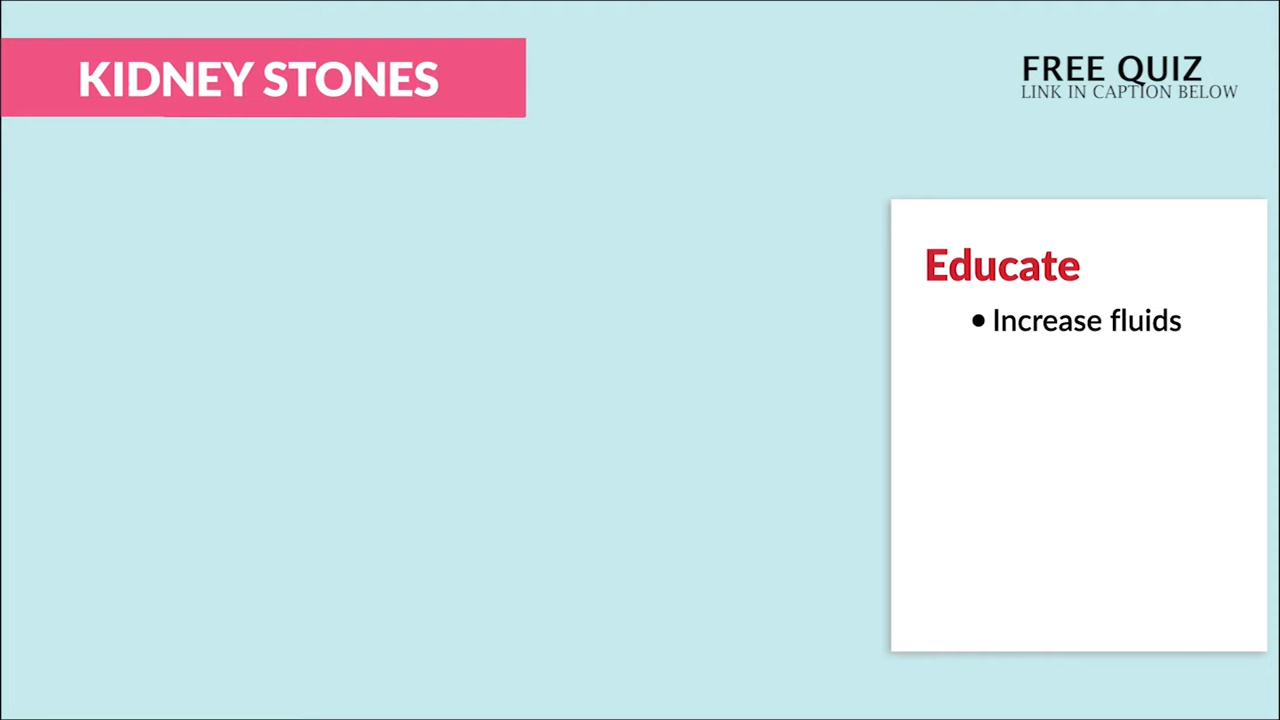 KIDNEY STONES
FREE QUIZ
LINK IN CAPTION BELOW
Educate
• Increase fluids